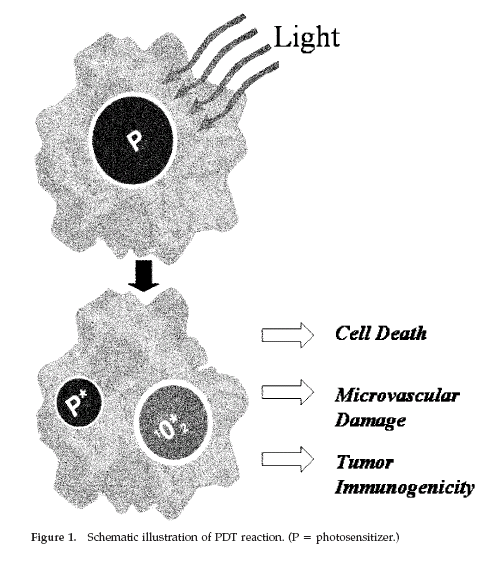 Light
P
P*
¹O*₂
Cell Death
Microvascular
Damage
Tumor
Immunogenicity
Figure 1. Schematic illustration of PDT reaction. (P = photosensitizer.)